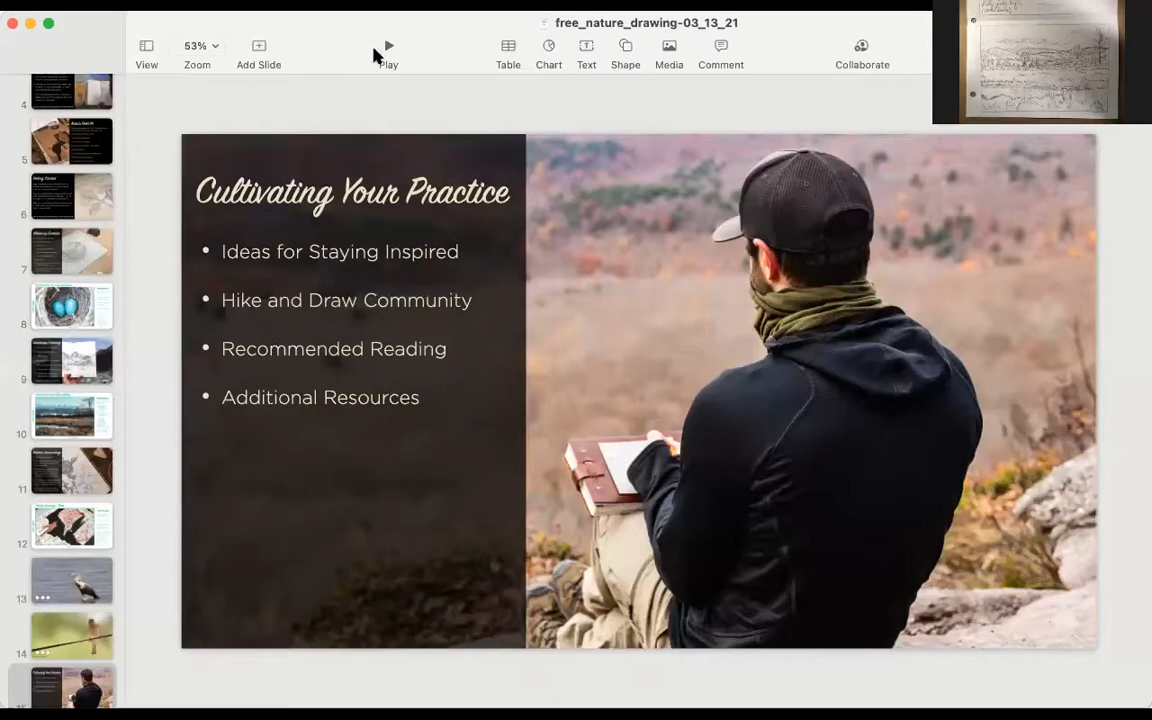 free_nature_drawing-03_13_21
53%
View
Zoom
Add Slide
Play
Table
Chart
Text
Shape
Media
Comment
Collaborate
4
5
6
7
8
9
10
11
12
13
14
Cultivating Your Practice
• Ideas for Staying Inspired
• Hike and Draw Community
• Recommended Reading
• Additional Resources